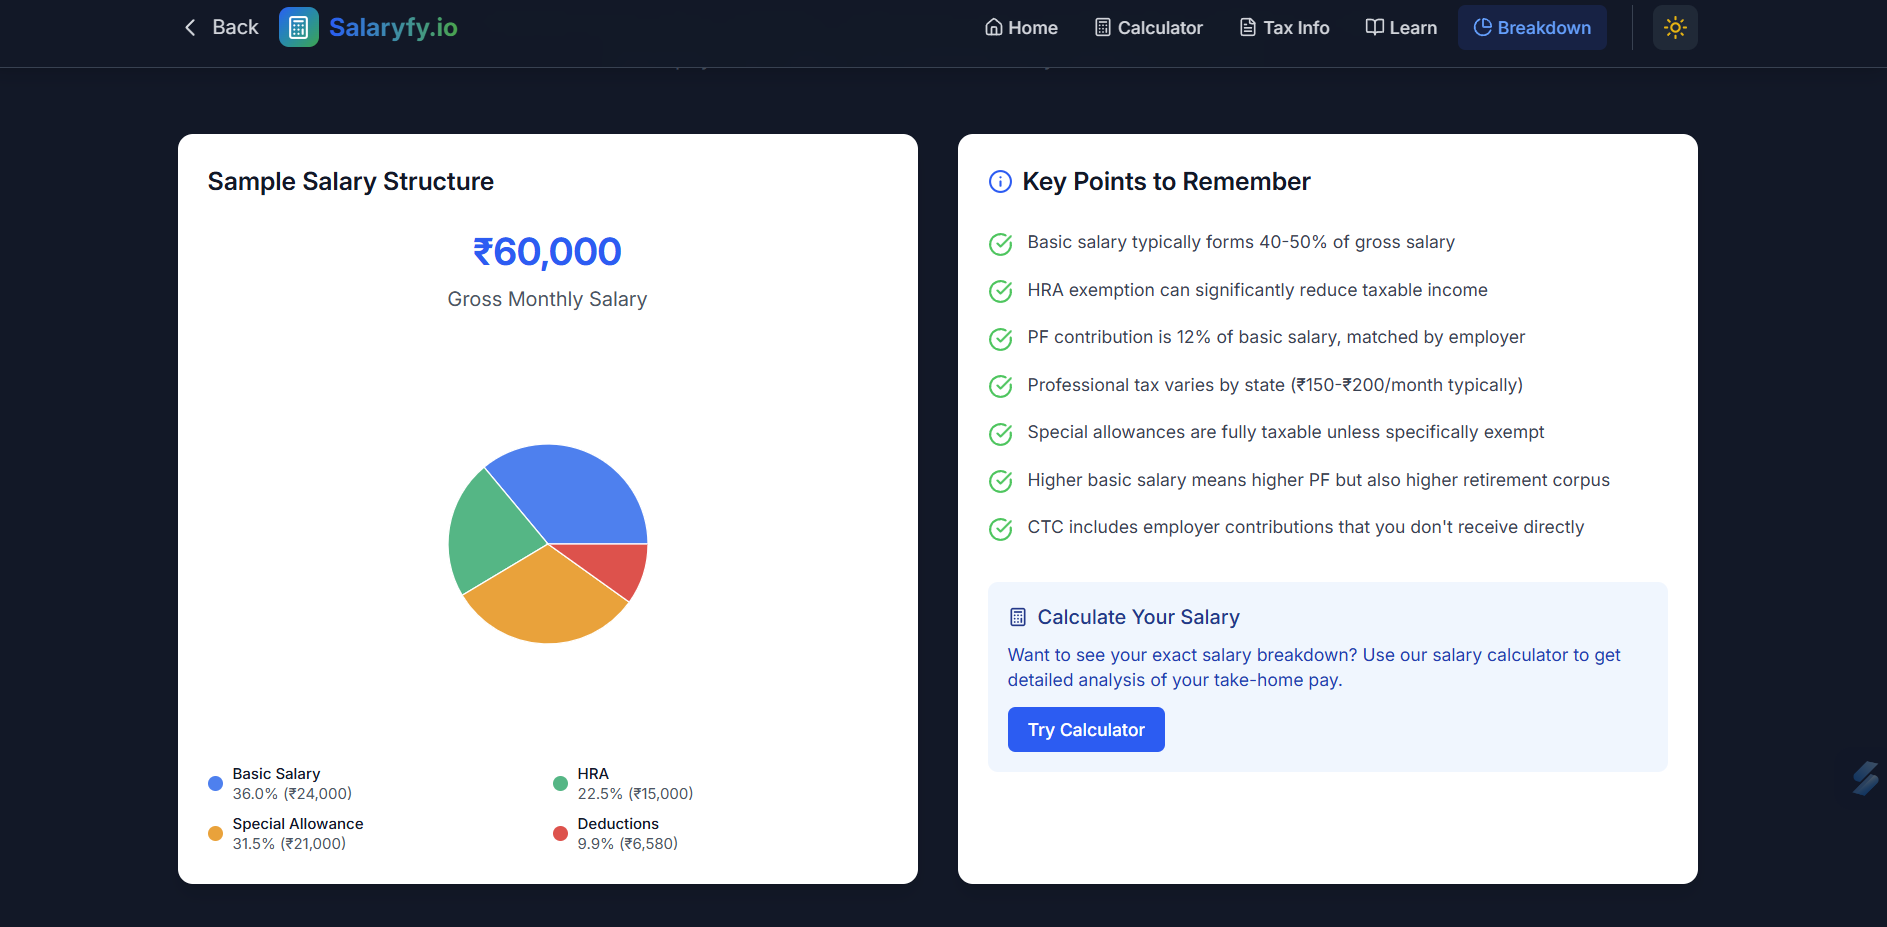 Back
Salaryfy.io
Home
Calculator
Tax Info
Learn
Breakdown
Sample Salary Structure
₹60,000
Gross Monthly Salary
Basic Salary
36.0% (₹24,000)
HRA
22.5% (₹15,000)
Special Allowance
31.5% (₹21,000)
Deductions
9.9% (₹6,580)
Key Points to Remember
Basic salary typically forms 40-50% of gross salary
HRA exemption can significantly reduce taxable income
PF contribution is 12% of basic salary, matched by employer
Professional tax varies by state (₹150-₹200/month typically)
Special allowances are fully taxable unless specifically exempt
Higher basic salary means higher PF but also higher retirement corpus
CTC includes employer contributions that you don't receive directly
Calculate Your Salary
Want to see your exact salary breakdown? Use our salary calculator to get
detailed analysis of your take-home pay.
Try Calculator